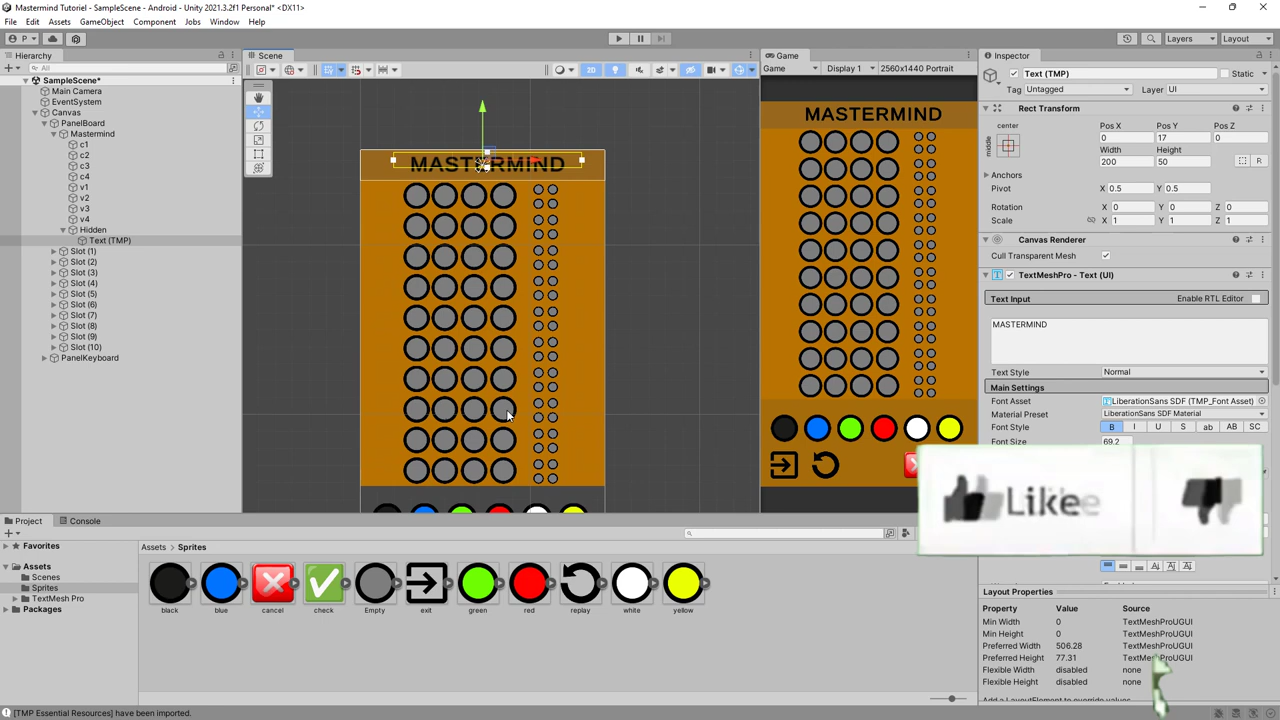 Mastermind Tutoriel - SampleScene - Android - Unity 2021.3.2f1 Personal* <DX11>
File Edit Assets GameObject Component Jobs Window Help
P
Layers Layout
Hierarchy
All
SampleScene*
Main Camera
EventSystem
Canvas
PanelBoard
Mastermind
c1
c2
c3
c4
v1
v2
v3
v4
Hidden
Text (TMP)
Slot (1)
Slot (2)
Slot (3)
Slot (4)
Slot (5)
Slot (6)
Slot (7)
Slot (8)
Slot (9)
Slot (10)
PanelKeyboard
Scene
2D
MASTERMIND
Game
Game Display 1 2560x1440 Portrait
MASTERMIND
Inspector
Text (TMP) Static
Tag Untagged Layer UI
Rect Transform
center Pos X Pos Y Pos Z
middle 0 17 0
Width Height
200 50 R
Anchors
Pivot X 0.5 Y 0.5
Rotation X 0 Y 0 Z 0
Scale X 1 Y 1 Z 1
Canvas Renderer
Cull Transparent Mesh
TextMeshPro - Text (UI)
Text Input Enable RTL Editor
MASTERMIND
Text Style Normal
Main Settings
Font Asset LiberationSans SDF (TMP_Font Asset)
Material Preset LiberationSans SDF Material
Font Style B I U S ab AB SC
Font Size 69.2
Like
Layout Properties
Property Value Source
Min Width 0 TextMeshProUGUI
Min Height 0 TextMeshProUGUI
Preferred Width 506.28 TextMeshProUGUI
Preferred Height 77.31 TextMeshProUGUI
Flexible Width disabled none
Flexible Height disabled none
Add a LayoutElement to override values
Project Console
Favorites
Assets
Scenes
Sprites
TextMesh Pro
Packages
Assets > Sprites
black blue cancel check Empty exit green red replay white yellow
[TMP Essential Resources] have been imported.